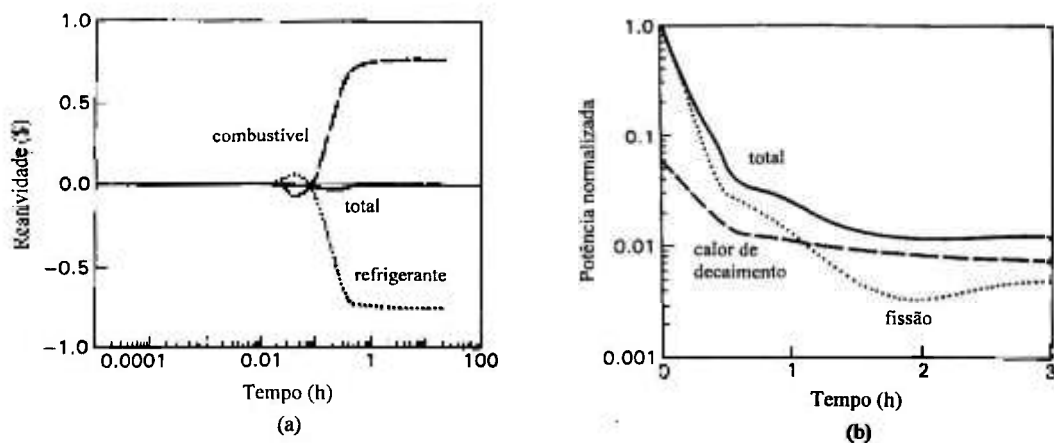 1.0
0.5
0.0
−0.5
−1.0
Reatividade ($)
combustível
total
refrigerante
0.0001
0.01
0.1
1
100
Tempo (h)
(a)
1.0
0.1
0.01
0.001
Potência normalizada
total
calor de
decaimento
fissão
0
1
2
3
Tempo (h)
(b)